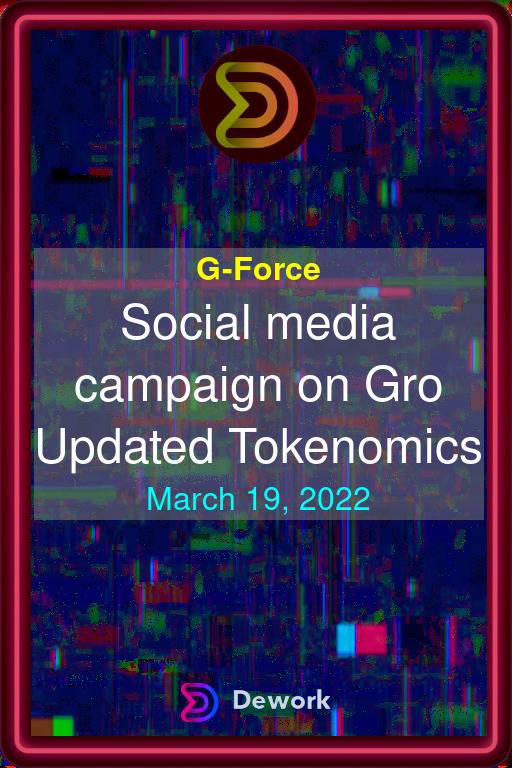 G-Force
Social media
campaign on Gro
Updated Tokenomics
March 19, 2022
Dework